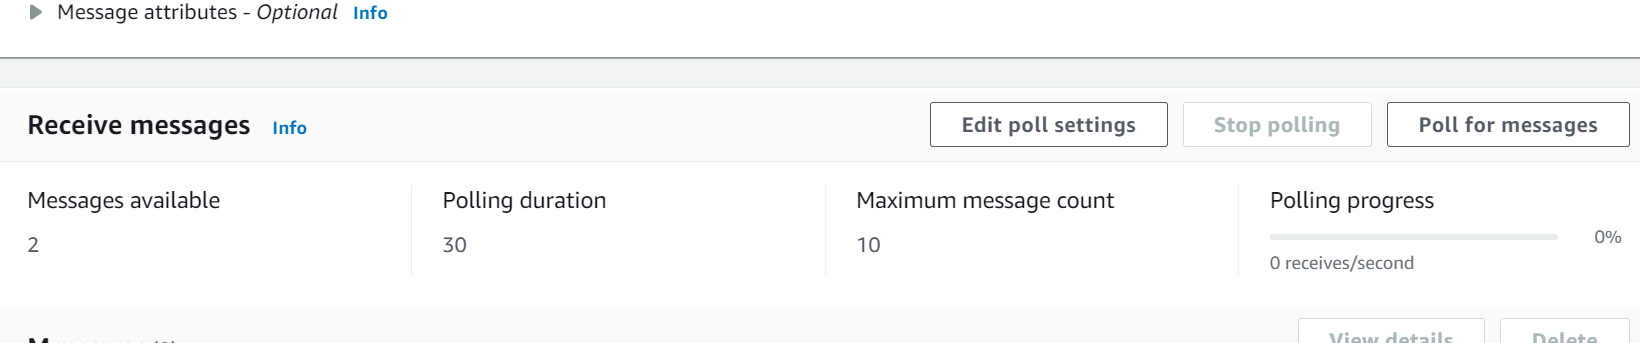 Message attributes - Optional Info
Receive messages Info
Edit poll settings
Stop polling
Poll for messages
Messages available
2
Polling duration
30
Maximum message count
10
Polling progress
0%
0 receives/second
View details
Delete